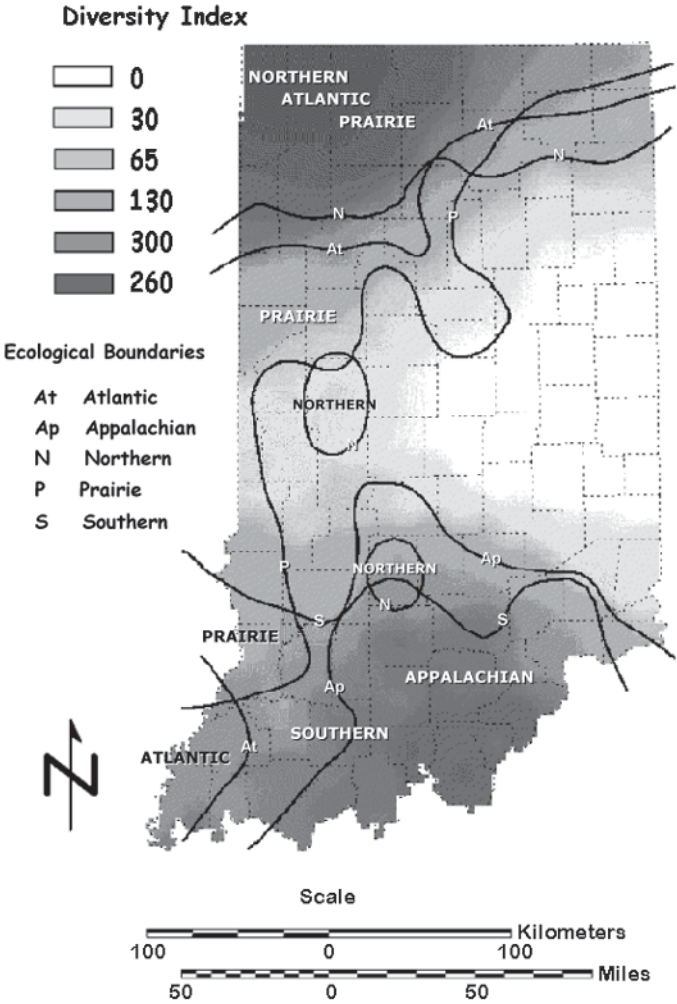 Diversity Index
0
30
65
130
300
260
Ecological Boundaries
At Atlantic
Ap Appalachian
N Northern
P Prairie
S Southern
NORTHERN
ATLANTIC
PRAIRIE
At
N
N
P
At
PRAIRIE
NORTHERN
N
Ap
P
NORTHERN
N
S
S
PRAIRIE
APPALACHIAN
Ap
SOUTHERN
At
ATLANTIC
N
Scale
Kilometers
100 0 100
Miles
50 0 50